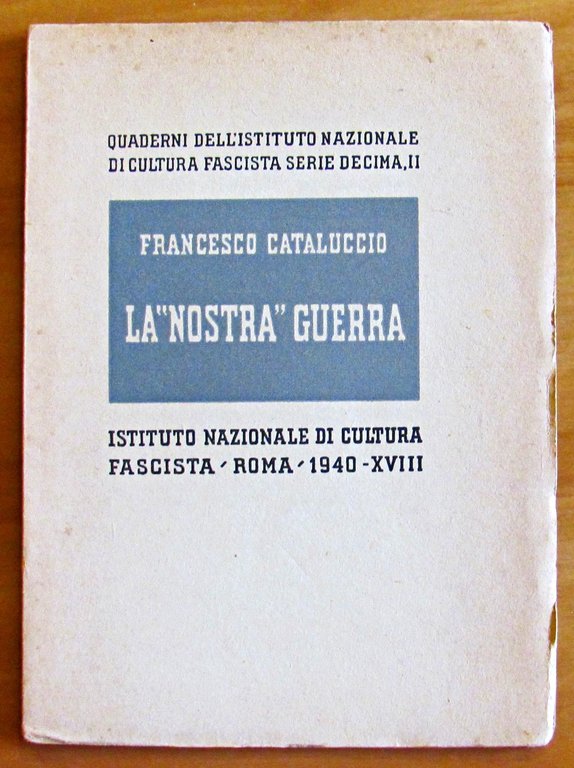 QUADERNI DELL'ISTITUTO NAZIONALE
DI CULTURA FASCISTA SERIE DECIMA, II
FRANCESCO CATALUCCIO
LA "NOSTRA" GUERRA
ISTITUTO NAZIONALE DI CULTURA
FASCISTA - ROMA - 1940 - XVIII